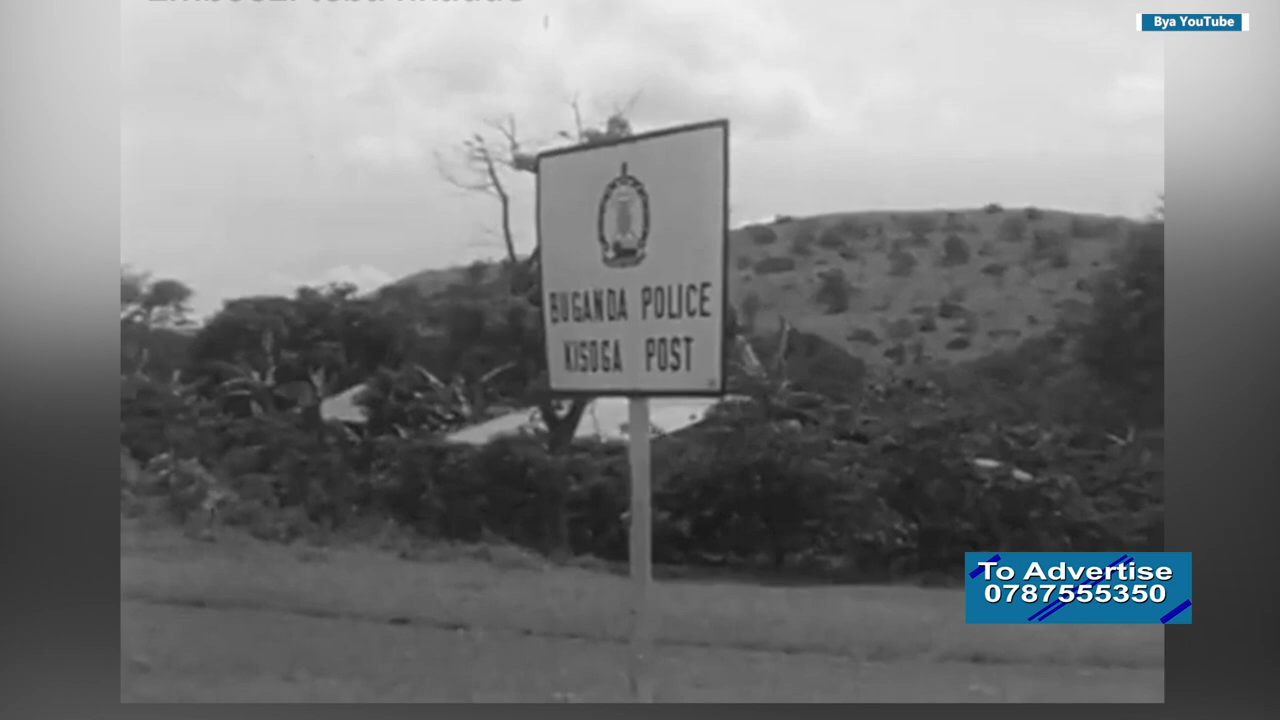 Bya YouTube
BUGANDA POLICE
KISOGA POST
To Advertise
0787555350